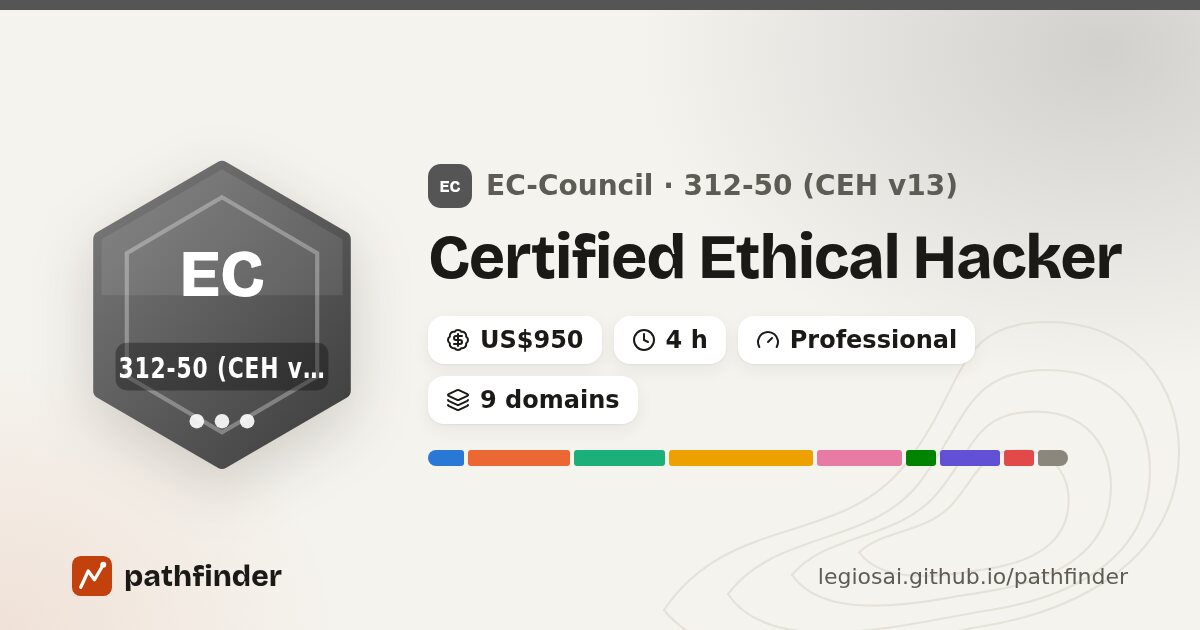 EC
312-50 (CEH v…
EC
EC-Council · 312-50 (CEH v13)
Certified Ethical Hacker
US$950
4 h
Professional
9 domains
pathfinder
legiosai.github.io/pathfinder